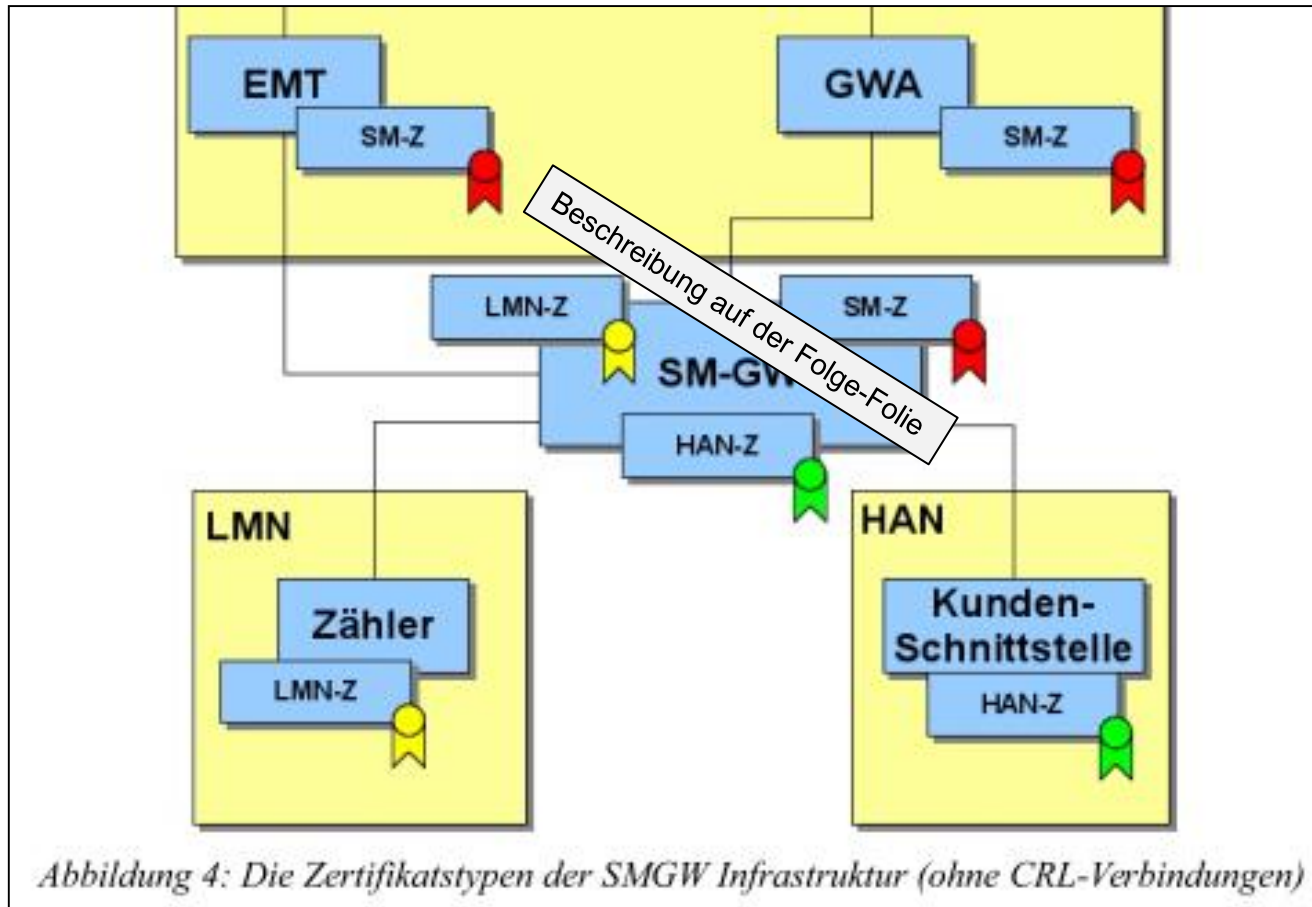 EMT
SM-Z
GWA
SM-Z
Beschreibung auf der Folge-Folie
LMN-Z
SM-Z
SM-GW
HAN-Z
LMN
Zähler
LMN-Z
HAN
Kunden-
Schnittstelle
HAN-Z
Abbildung 4: Die Zertifikatstypen der SMGW Infrastruktur (ohne CRL-Verbindungen)